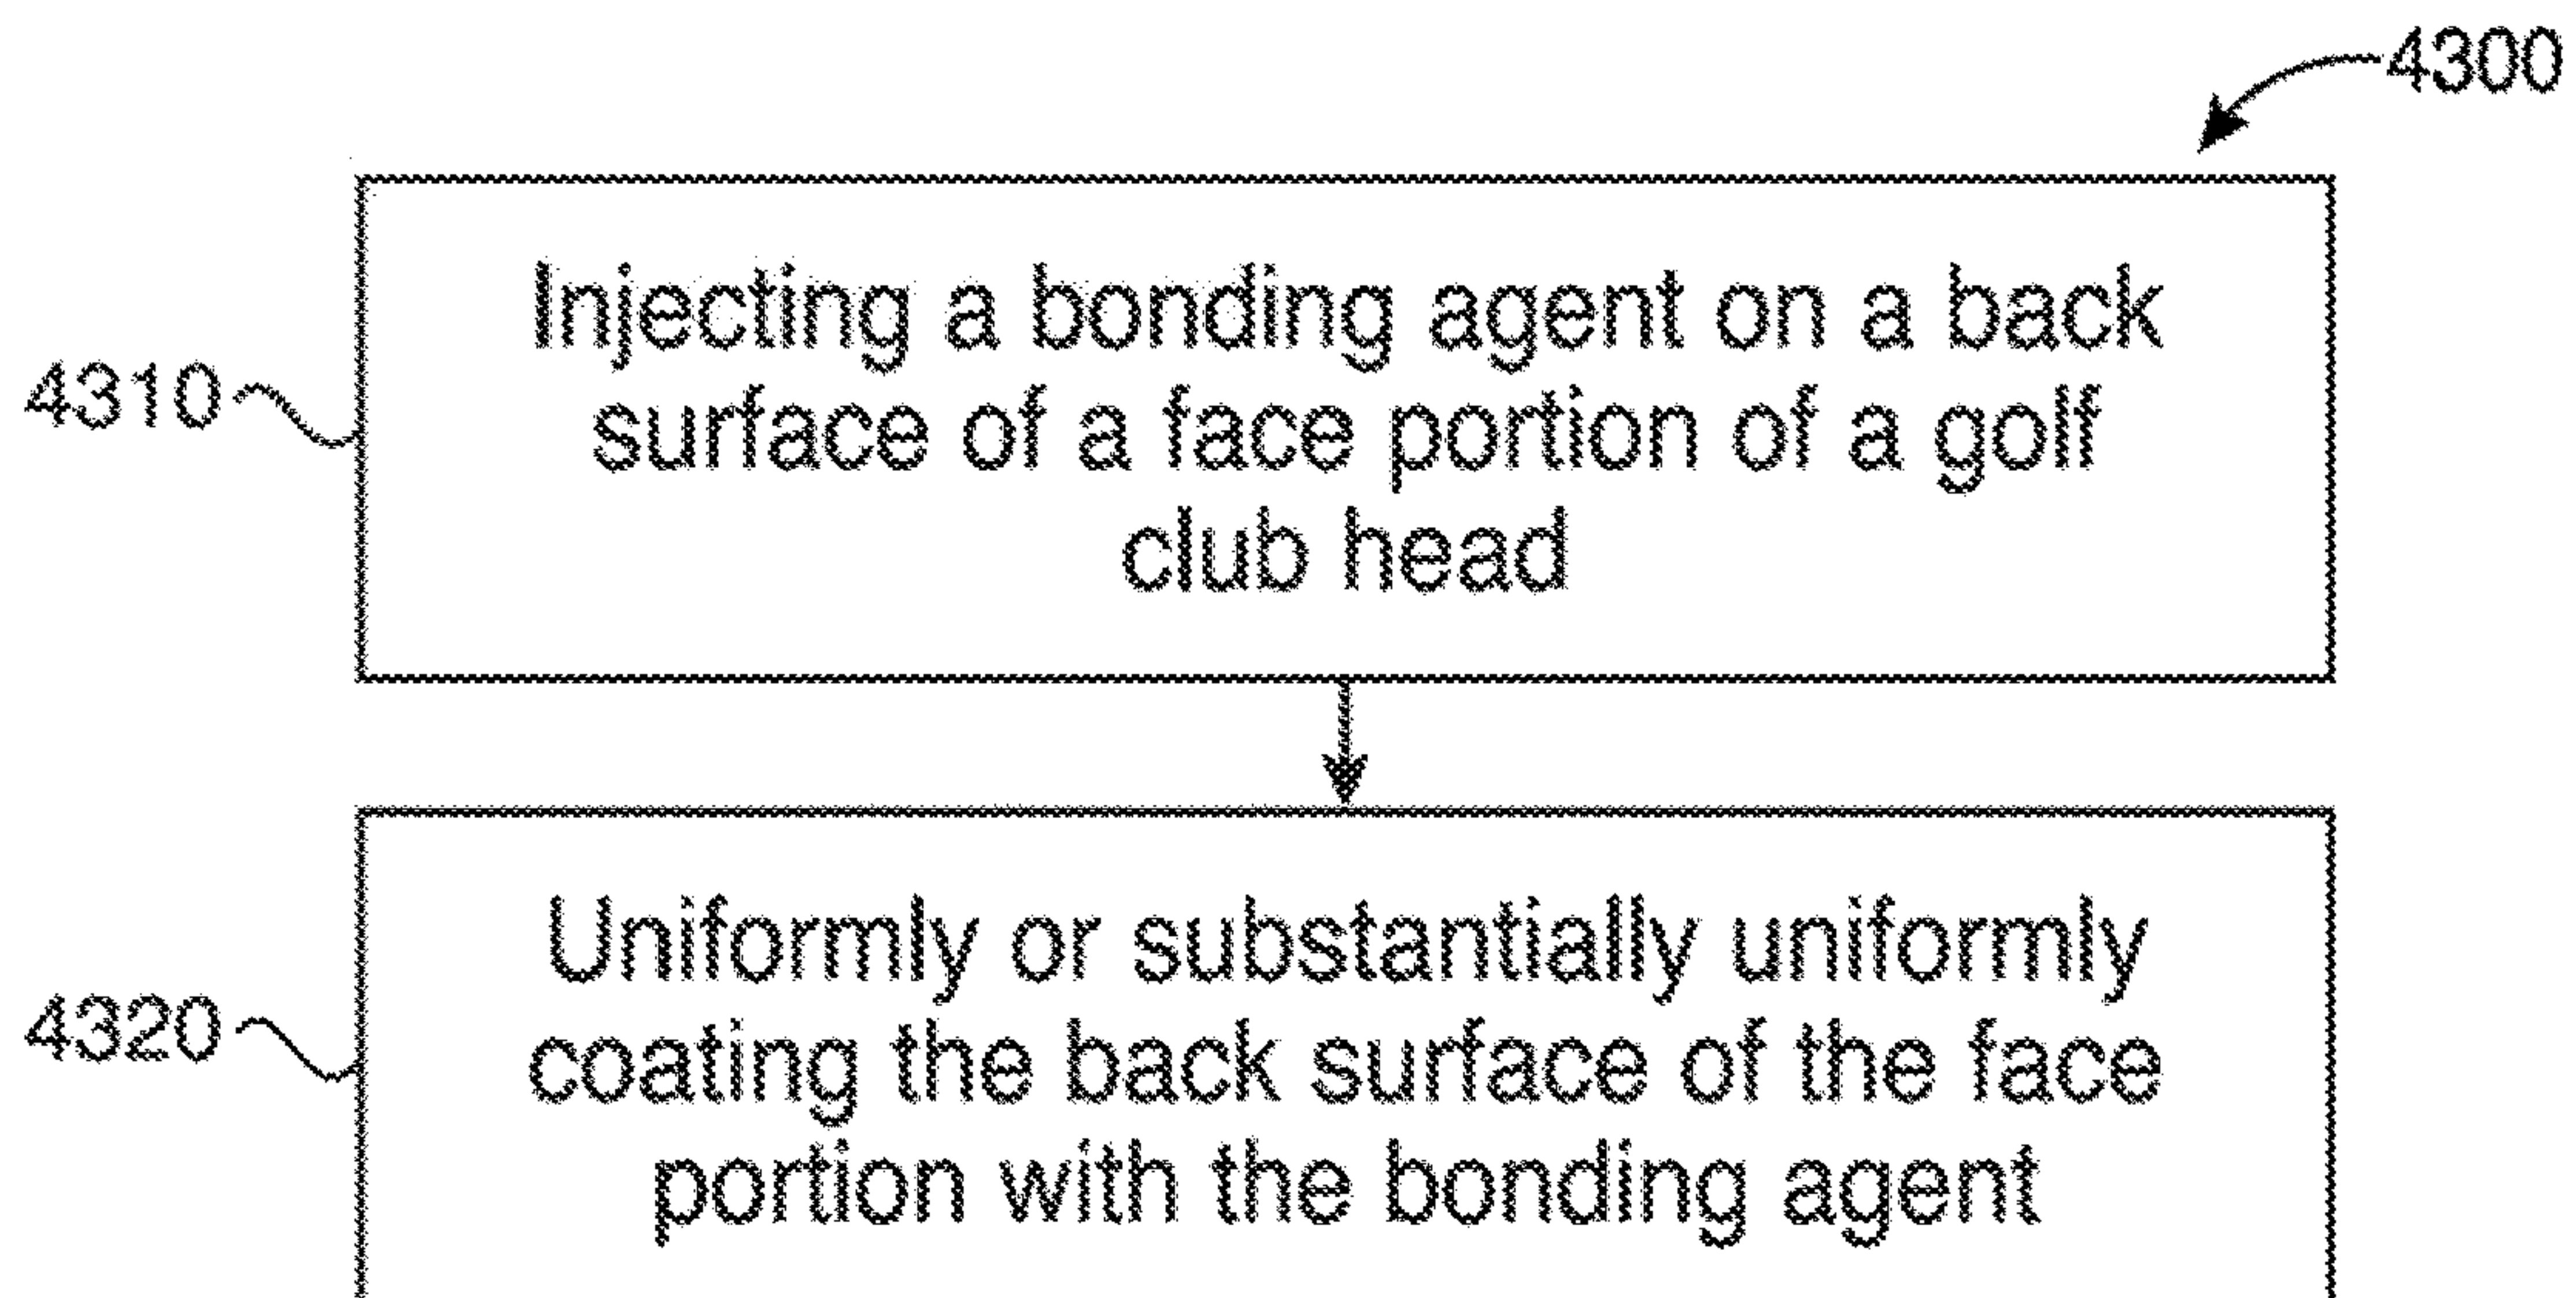 4300
Injecting a bonding agent on a back
surface of a face portion of a golf
club head
4310
Uniformly or substantially uniformly
coating the back surface of the face
portion with the bonding agent
4320